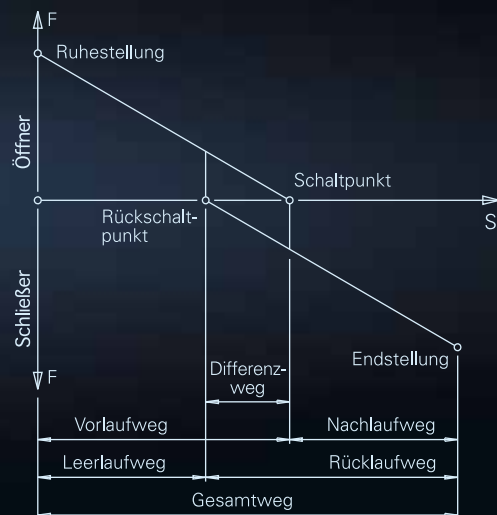 F
Ruhestellung
Öffner
Schaltpunkt
S
Rückschalt-
punkt
Schließer
F
Endstellung
Differenz-
weg
Vorlaufweg
Nachlaufweg
Leerlaufweg
Rücklaufweg
Gesamtweg